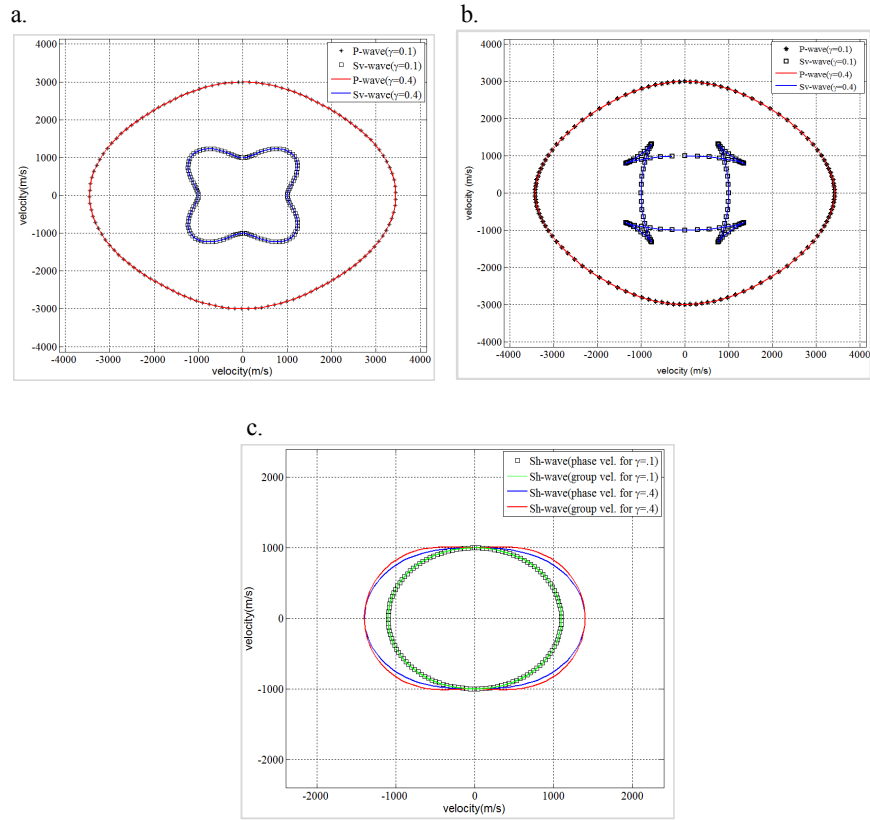 a.
P-wave(γ=0.1)
Sv-wave(γ=0.1)
P-wave(γ=0.4)
Sv-wave(γ=0.4)
4000
3000
2000
1000
0
-1000
-2000
-3000
-4000
velocity(m/s)
-4000 -3000 -2000 -1000 0 1000 2000 3000 4000
velocity(m/s)
b.
P-wave(γ=0.1)
Sv-wave(γ=0.1)
P-wave(γ=0.4)
Sv-wave(γ=0.4)
4000
3000
2000
1000
0
-1000
-2000
-3000
-4000
velocity (m/s)
-4000 -3000 -2000 -1000 0 1000 2000 3000 4000
velocity (m/s)
c.
Sh-wave(phase vel. for γ=.1)
Sh-wave(group vel. for γ=.1)
Sh-wave(phase vel. for γ=.4)
Sh-wave(group vel. for γ=.4)
2000
1000
0
-1000
-2000
velocity(m/s)
-2000 -1000 0 1000 2000
velocity(m/s)